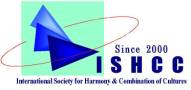 Since 2000
ISHCC
International Society for Harmony & Combination of Cultures